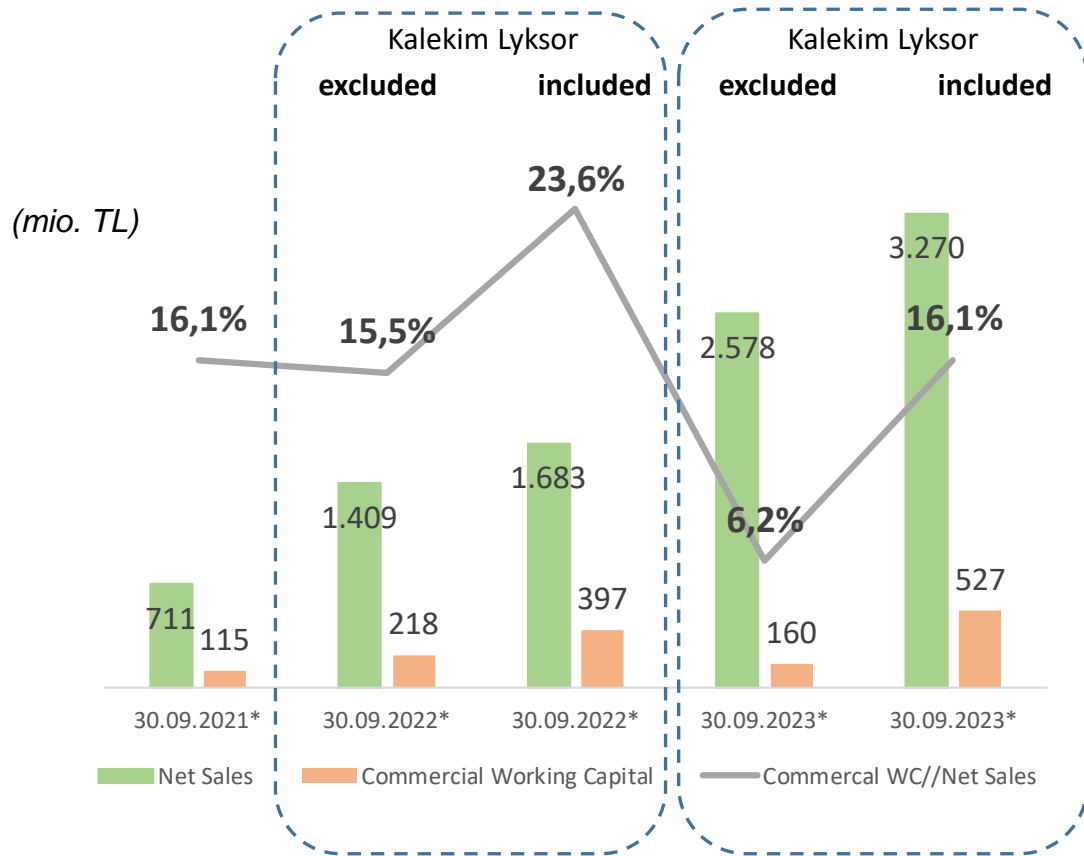 Kalekim Lyksor
Kalekim Lyksor
excluded
included
excluded
included
(mio. TL)
16,1%
15,5%
23,6%
6,2%
16,1%
711
115
1.409
218
1.683
397
2.578
160
3.270
527
30.09.2021*
30.09.2022*
30.09.2022*
30.09.2023*
30.09.2023*
Net Sales
Commercial Working Capital
Commercal WC//Net Sales